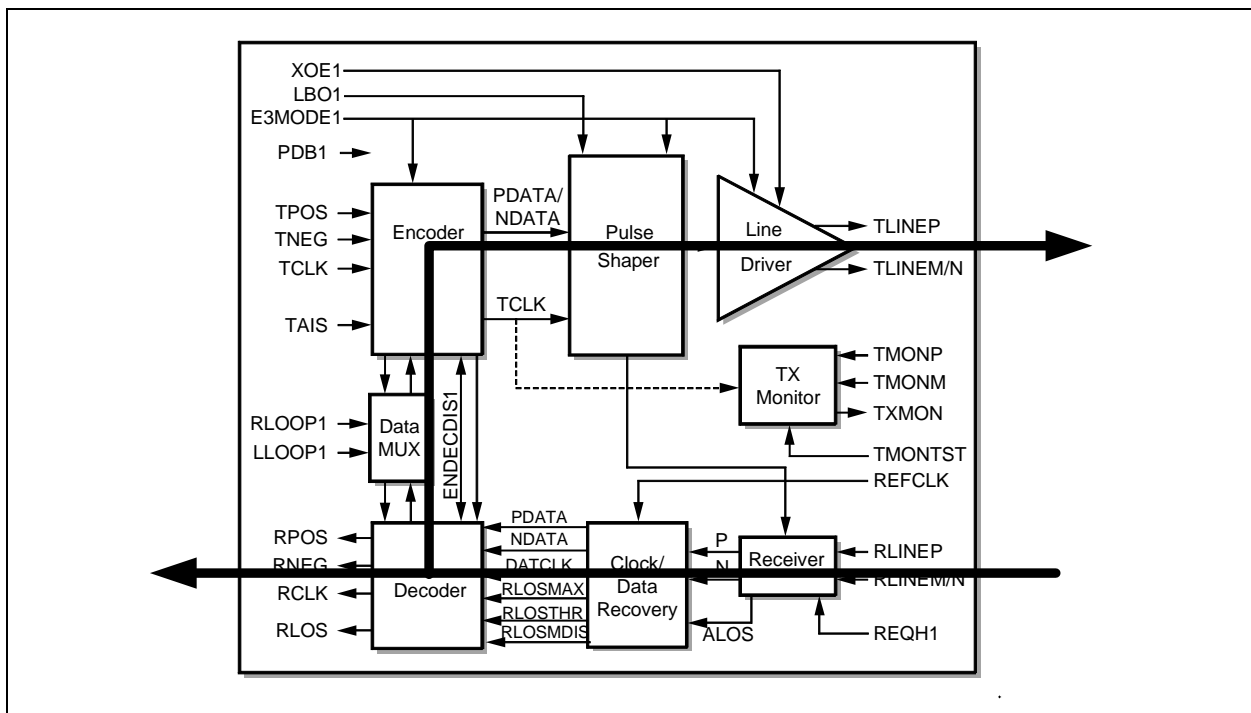 XOE1
LBO1
E3MODE1
PDB1
TPOS
TNEG
TCLK
TAIS
Encoder
PDATA/
NDATA
TCLK
Pulse
Shaper
Line
Driver
TLINEP
TLINEM/N
TX
Monitor
TMONP
TMONM
TXMON
TMONTST
REFCLK
RLOOP1
LLOOP1
Data
MUX
ENDECDIS1
RPOS
RNEG
RCLK
RLOS
Decoder
PDATA
NDATA
DATCLK
RLOSMAX
RLOSTHR
RLOSMDIS
Clock/
Data
Recovery
P
N
ALOS
Receiver
RLINEP
RLINEM/N
REQH1